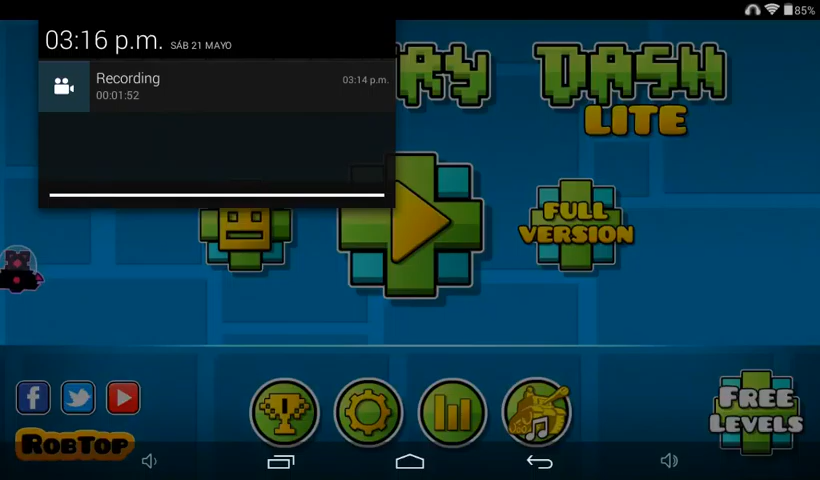 85%
03:16 p.m. SÁB 21 MAYO
Recording 03:14 p.m.
00:01:52
RY DASH
LITE
FULL
VERSION
FREE
LEVELS
ROBTOP